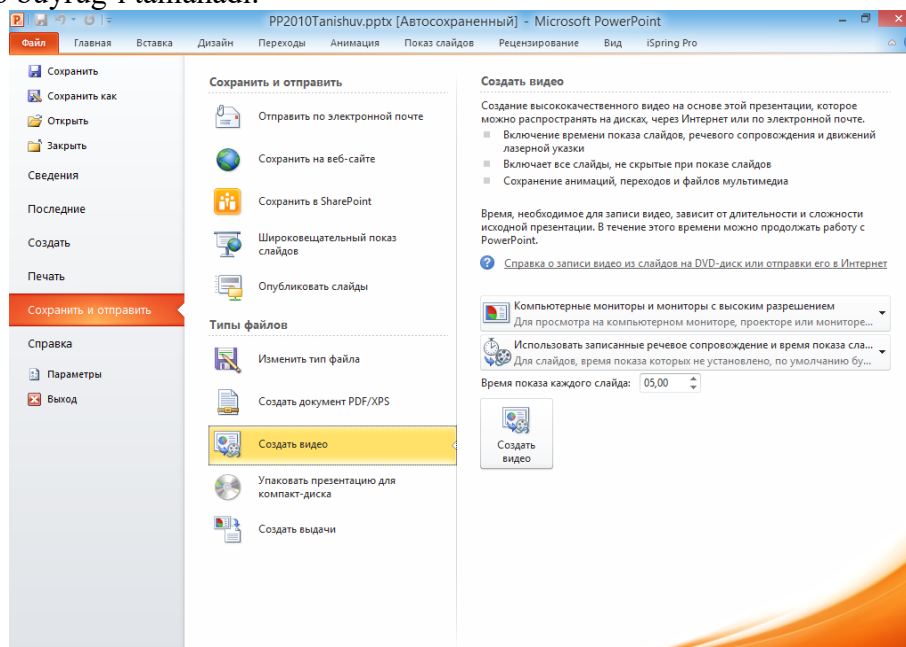 buyrug'i tanlanadi.
PP2010Tanishuv.pptx [Автосохраненный] - Microsoft PowerPoint
Файл Главная Вставка Дизайн Переходы Анимация Показ слайдов Рецензирование Вид iSpring Pro
Сохранить
Сохранить как
Открыть
Закрыть
Сведения
Последние
Создать
Печать
Сохранить и отправить
Справка
Параметры
Выход
Сохранить и отправить
Отправить по электронной почте
Сохранить на веб-сайте
Сохранить в SharePoint
Широковещательный показ
слайдов
Опубликовать слайды
Типы файлов
Изменить тип файла
Создать документ PDF/XPS
Создать видео
Упаковать презентацию для
компакт-диска
Создать выдачи
Создать видео
Создание высококачественного видео на основе этой презентации, которое
можно распространять на дисках, через Интернет или по электронной почте.
Включение времени показа слайдов, речевого сопровождения и движений
лазерной указки
Включает все слайды, не скрытые при показе слайдов
Сохранение анимаций, переходов и файлов мультимедиа
Время, необходимое для записи видео, зависит от длительности и сложности
исходной презентации. В течение этого времени можно продолжать работу с
PowerPoint.
Справка о записи видео из слайдов на DVD-диск или отправки его в Интернет
Компьютерные мониторы и мониторы с высоким разрешением
Для просмотра на компьютерном мониторе, проекторе или мониторе...
Использовать записанные речевое сопровождение и время показа сла...
Для слайдов, время показа которых не установлено, по умолчанию бу...
Время показа каждого слайда: 05,00
Создать
видео